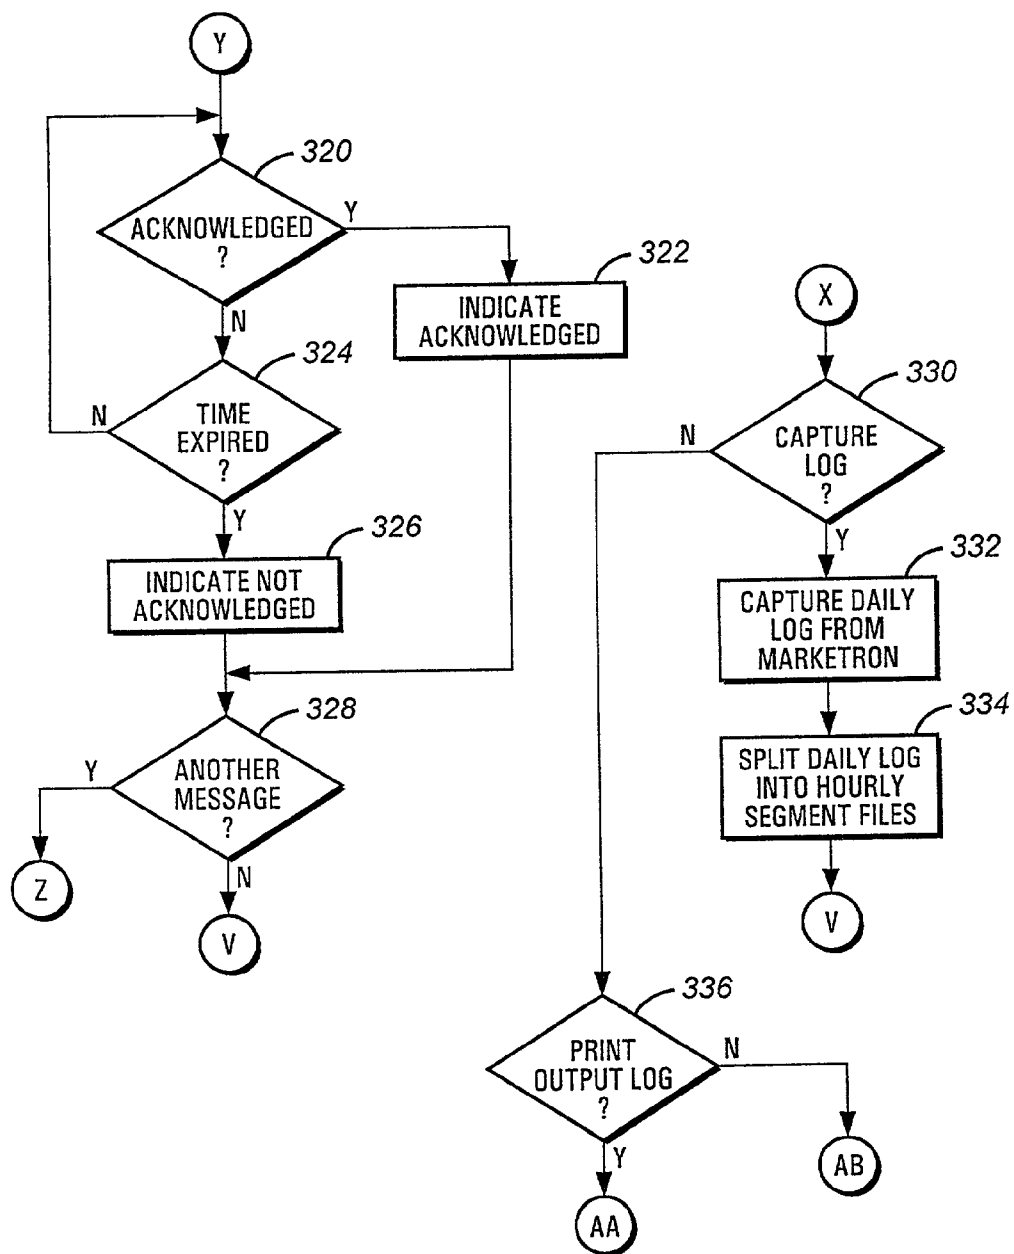 Y
320
ACKNOWLEDGED
?
Y
N
322
INDICATE
ACKNOWLEDGED
324
TIME
EXPIRED
?
N
Y
326
INDICATE NOT
ACKNOWLEDGED
328
ANOTHER
MESSAGE
?
Y
N
Z
V
X
330
CAPTURE
LOG
?
N
Y
332
CAPTURE DAILY
LOG FROM
MARKETRON
334
SPLIT DAILY LOG
INTO HOURLY
SEGMENT FILES
V
336
PRINT
OUTPUT LOG
?
N
Y
AB
AA